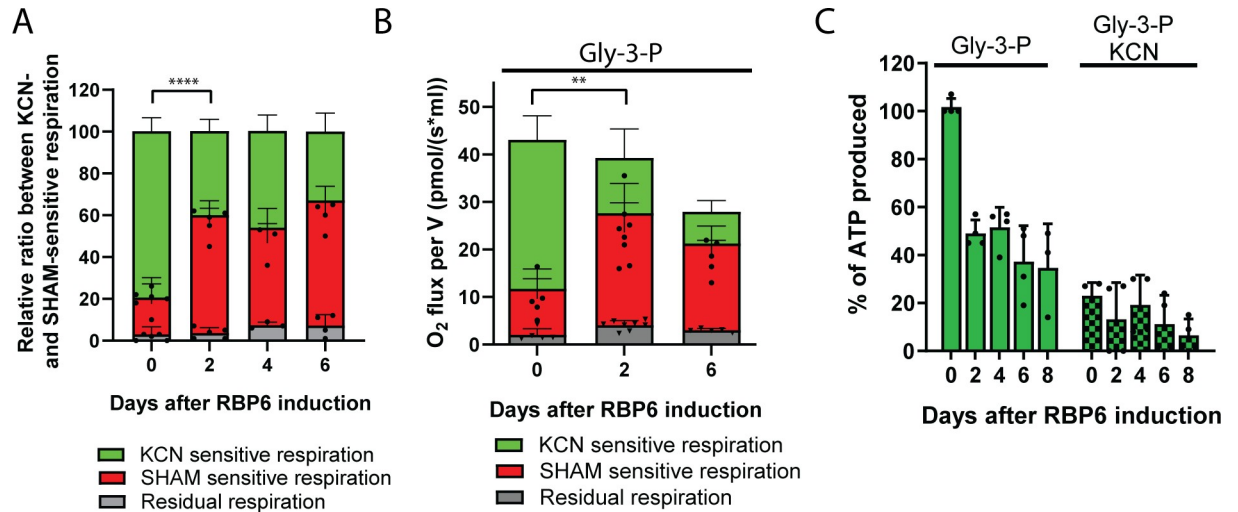 A
Relative ratio between KCN-
and SHAM-sensitive respiration
120
100
80
60
40
20
0
****
0 2 4 6
Days after RBP6 induction
KCN sensitive respiration
SHAM sensitive respiration
Residual respiration
B
Gly-3-P
**
O2 flux per V (pmol/(s*ml))
50
40
30
20
10
0
0 2 6
Days after RBP6 induction
KCN sensitive respiration
SHAM sensitive respiration
Residual respiration
C
Gly-3-P
Gly-3-P
KCN
% of ATP produced
120
100
80
60
40
20
0
0 2 4 6 8 0 2 4 6 8
Days after RBP6 induction